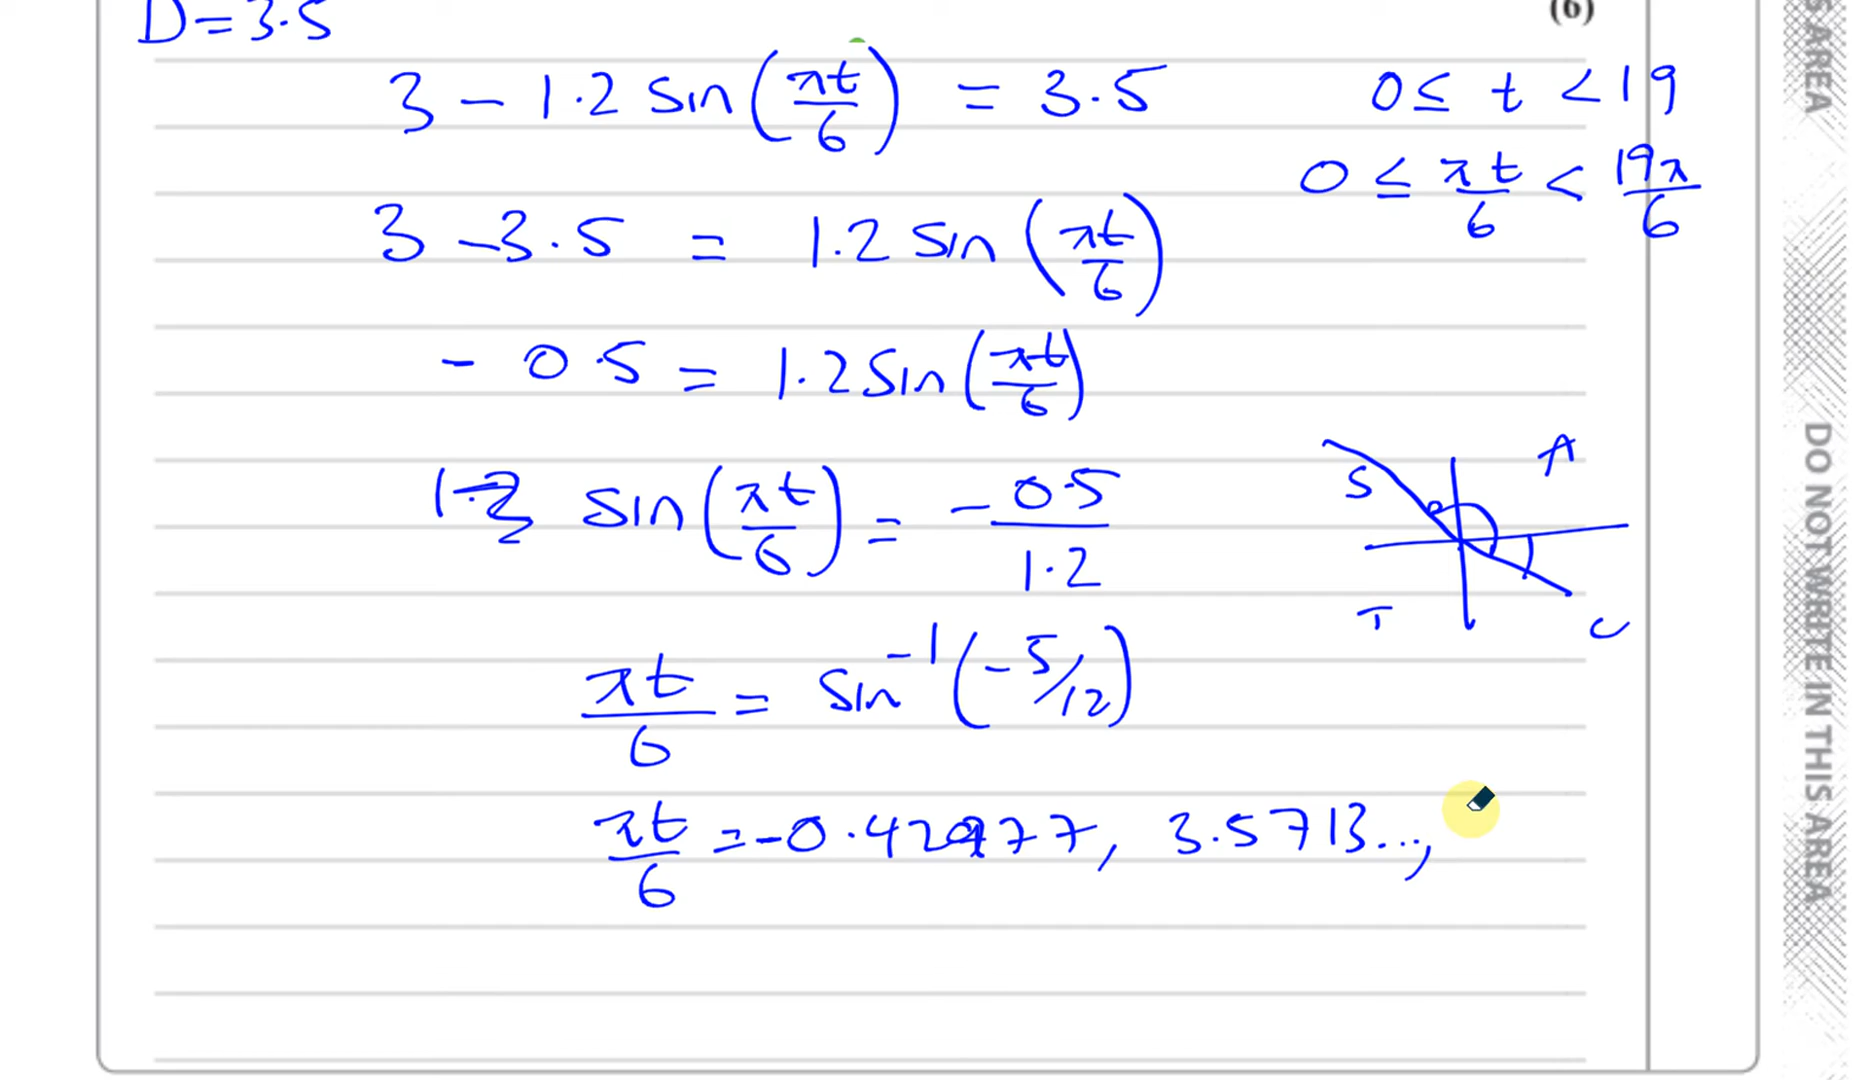 D = 3.5
(6)
3 - 1.2 sin(πt/6) = 3.5
0 ≤ t < 19
0 ≤ πt/6 < 19π/6
3 - 3.5 = 1.2 sin(πt/6)
- 0.5 = 1.2 sin(πt/6)
1.2 sin(πt/6) = - 0.5/1.2
S A
T C
πt/6 = sin⁻¹(-5/12)
πt/6 = -0.42977, 3.5713..,
S AREA
DO NOT WRITE IN THIS AREA